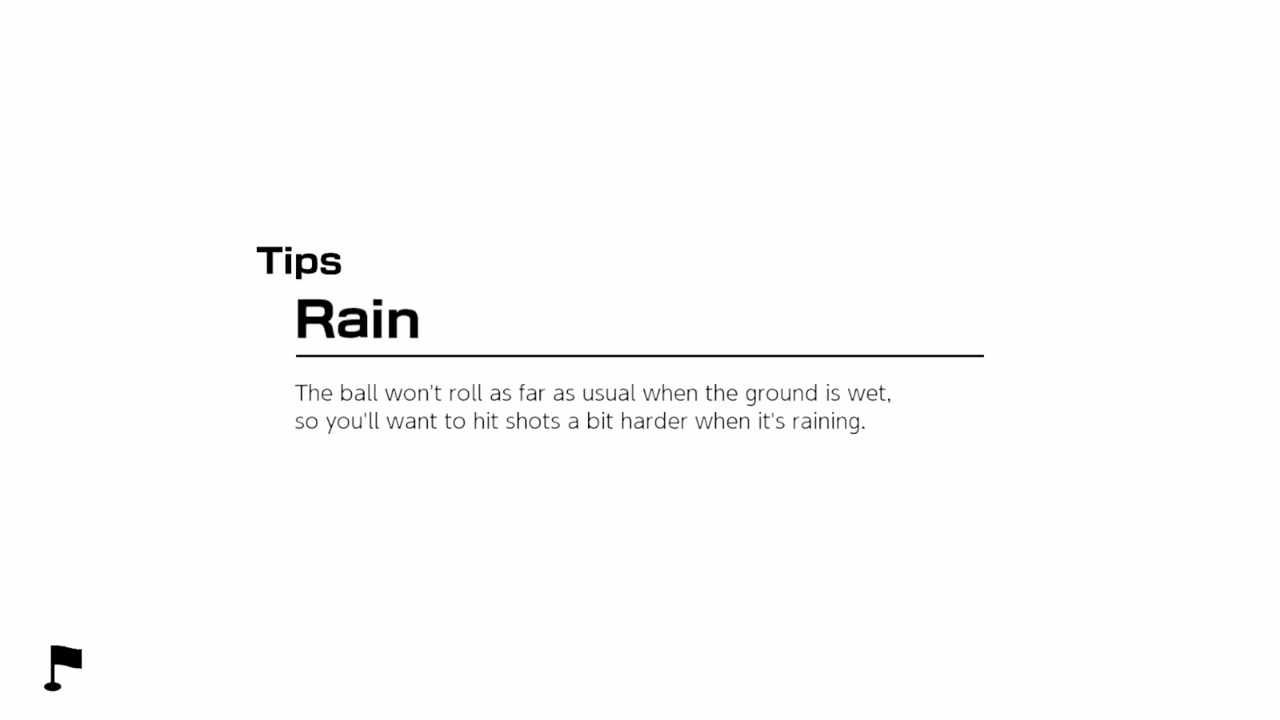 Tips
Rain
The ball won't roll as far as usual when the ground is wet,
so you'll want to hit shots a bit harder when it's raining.